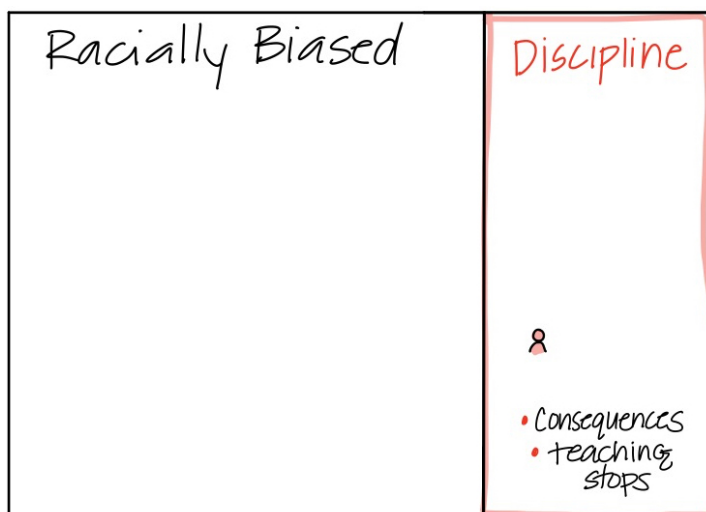 Racially Biased
Discipline
• Consequences
• teaching
stops